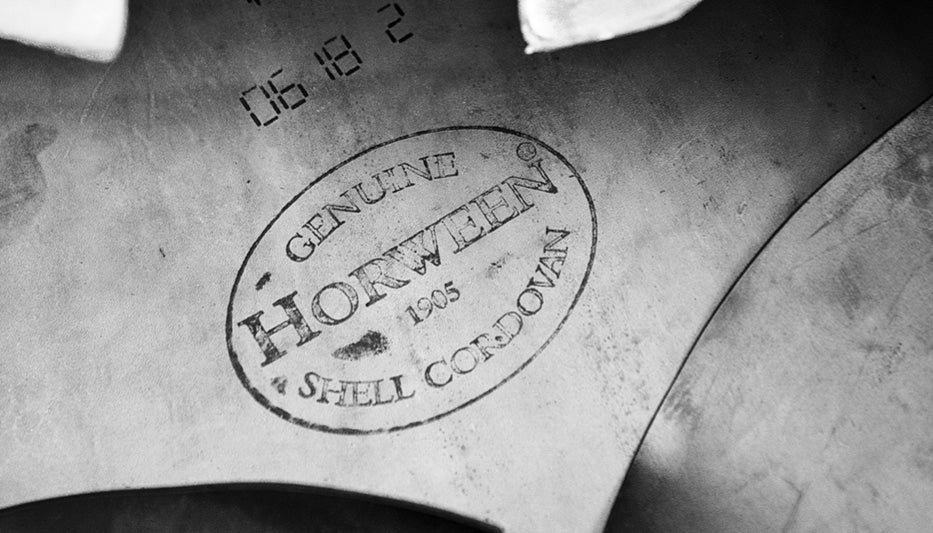 06 18 2
GENUINE
HORWEEN®
1905
SHELL CORDOVAN